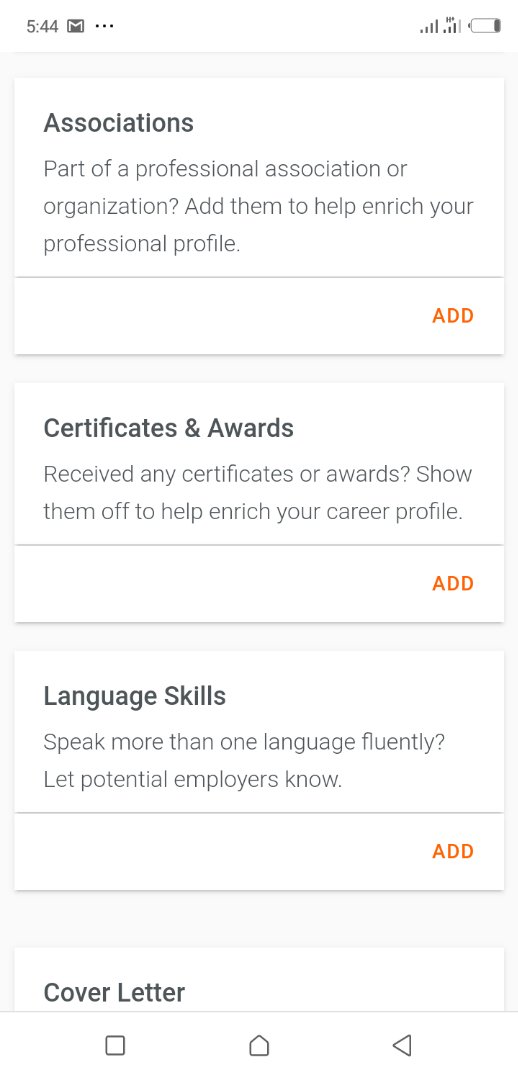 5:44
H+
Associations
Part of a professional association or
organization? Add them to help enrich your
professional profile.
ADD
Certificates & Awards
Received any certificates or awards? Show
them off to help enrich your career profile.
ADD
Language Skills
Speak more than one language fluently?
Let potential employers know.
ADD
Cover Letter